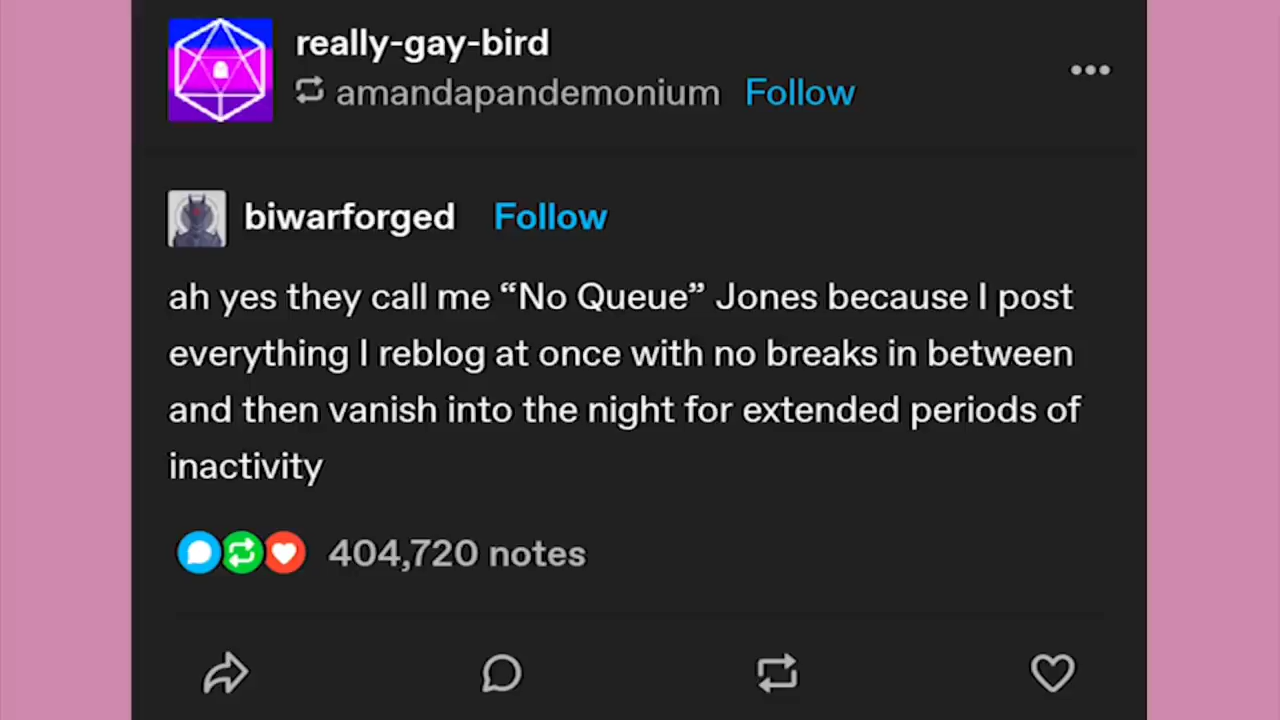 really-gay-bird
amandapandemonium Follow
biwarforged Follow
ah yes they call me “No Queue” Jones because I post
everything I reblog at once with no breaks in between
and then vanish into the night for extended periods of
inactivity
404,720 notes